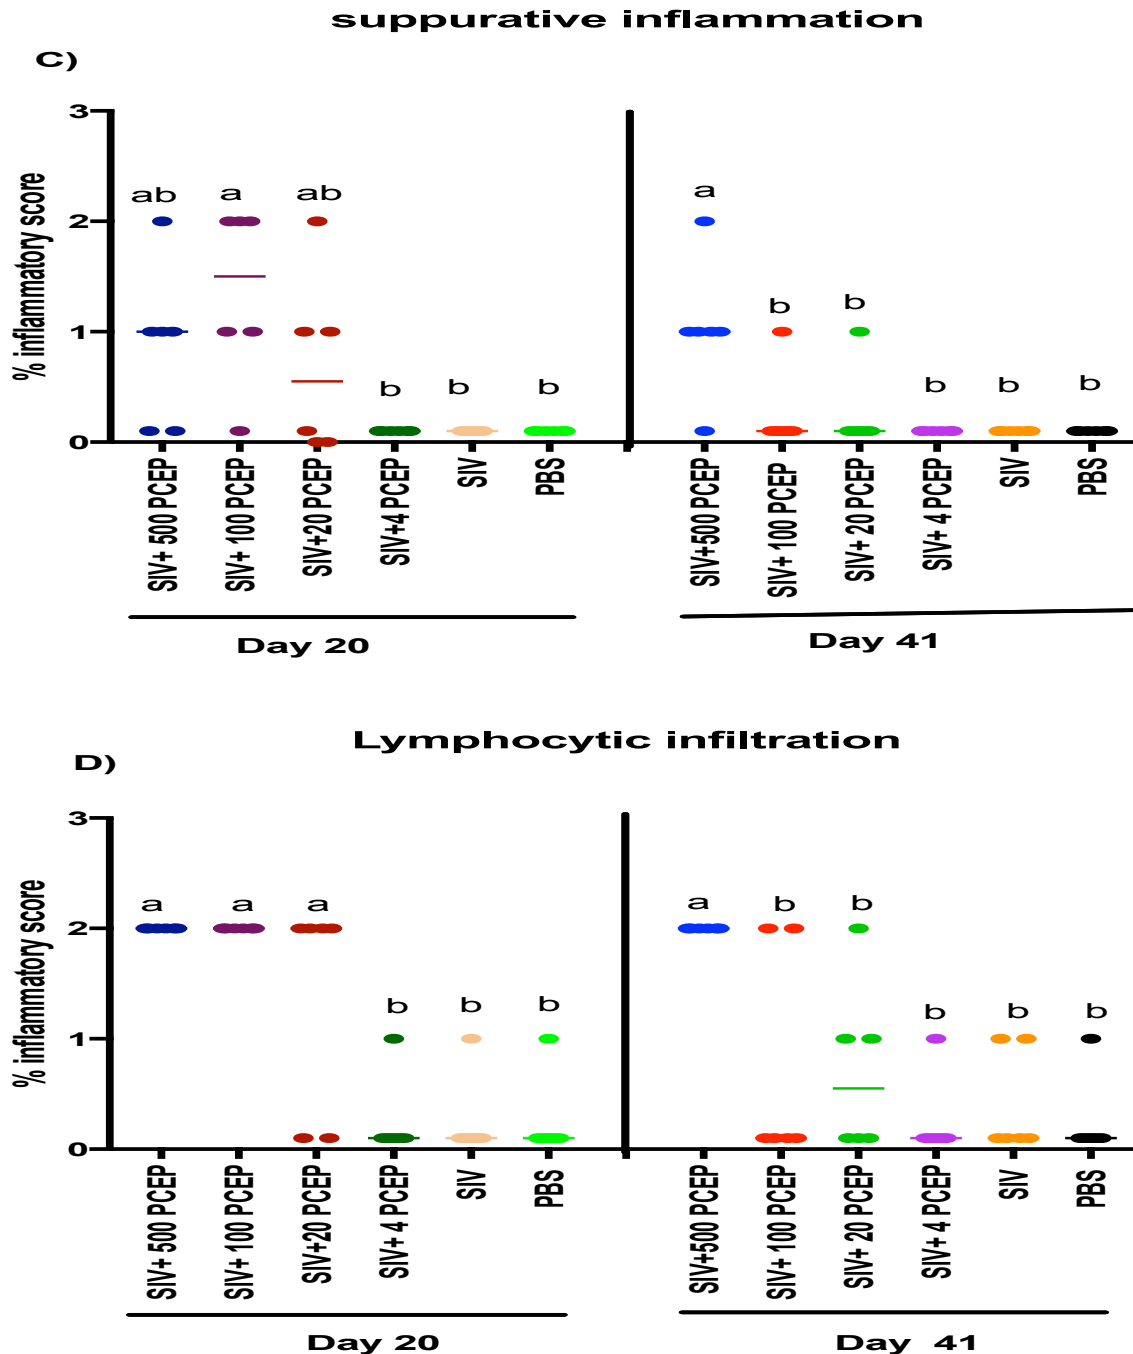 suppurative inflammation
C)
% inflammatory score
3
2
1
0
ab
a
ab
b
b
b
a
b
b
b
b
b
SIV+ 500 PCEP
SIV+ 100 PCEP
SIV+20 PCEP
SIV+4 PCEP
SIV
PBS
SIV+500 PCEP
SIV+ 100 PCEP
SIV+ 20 PCEP
SIV+ 4 PCEP
SIV
PBS
Day 20
Day 41
Lymphocytic infiltration
D)
% inflammatory score
3
2
1
0
a
a
a
b
b
b
a
b
b
b
b
b
SIV+ 500 PCEP
SIV+ 100 PCEP
SIV+20 PCEP
SIV+ 4 PCEP
SIV
PBS
SIV+500 PCEP
SIV+ 100 PCEP
SIV+ 20 PCEP
SIV+ 4 PCEP
SIV
PBS
Day 20
Day 41